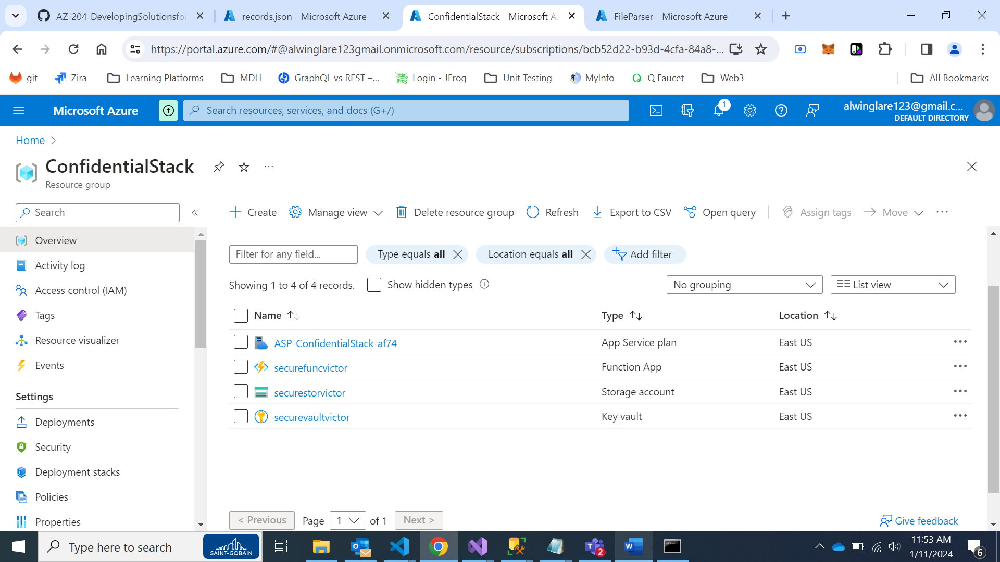 AZ-204-DevelopingSolutionsfor
records.json - Microsoft Azure
ConfidentialStack - Microsoft Az
FileParser - Microsoft Azure
https://portal.azure.com/#@alwinglare123gmail.onmicrosoft.com/resource/subscriptions/bcb52d22-b93d-4cfa-84a8-...
git
Zira
Learning Platforms
MDH
GraphQL vs REST –...
Login - JFrog
Unit Testing
MyInfo
Q Faucet
Web3
All Bookmarks
Microsoft Azure
Search resources, services, and docs (G+/)
1
alwinglare123@gmail.c...
DEFAULT DIRECTORY
Home
ConfidentialStack
Resource group
Search
Create
Manage view
Delete resource group
Refresh
Export to CSV
Open query
Assign tags
Move
Overview
Activity log
Access control (IAM)
Tags
Resource visualizer
Events
Settings
Deployments
Security
Deployment stacks
Policies
Properties
Filter for any field...
Type equals all
Location equals all
Add filter
Showing 1 to 4 of 4 records.
Show hidden types
No grouping
List view
Name
Type
Location
ASP-ConfidentialStack-af74
App Service plan
East US
securefuncvictor
Function App
East US
securestorvictor
Storage account
East US
securevaultvictor
Key vault
East US
< Previous
Page
1
of 1
Next >
Give feedback
Type here to search
SAINT-GOBAIN
2
11:53 AM
1/11/2024
6